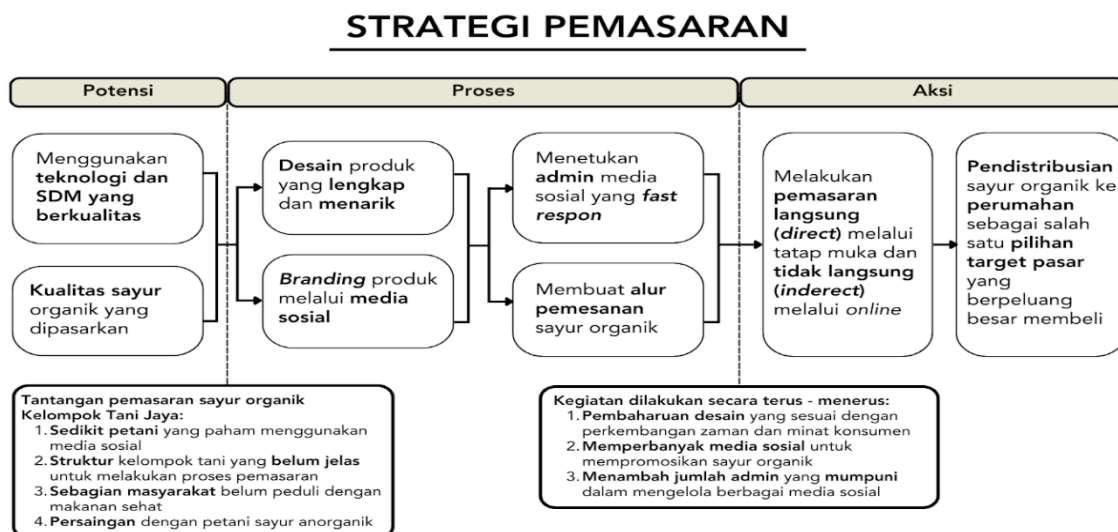 STRATEGI PEMASARAN
Potensi
Proses
Aksi
Menggunakan
teknologi dan
SDM yang
berkualitas
Kualitas sayur
organik yang
dipasarkan
Desain produk
yang lengkap
dan menarik
Branding produk
melalui media
sosial
Menetukan
admin media
sosial yang fast
respon
Membuat alur
pemesanan
sayur organik
Melakukan
pemasaran
langsung
(direct) melalui
tatap muka dan
tidak langsung
(inderect)
melalui online
Pendistribusian
sayur organik ke
perumahan
sebagai salah
satu pilihan
target pasar
yang
berpeluang
besar membeli
Tantangan pemasaran sayur organik
Kelompok Tani Jaya:
1. Sedikit petani yang paham menggunakan
media sosial
2. Struktur kelompok tani yang belum jelas
untuk melakukan proses pemasaran
3. Sebagian masyarakat belum peduli dengan
makanan sehat
4. Persaingan dengan petani sayur anorganik
Kegiatan dilakukan secara terus - menerus:
1. Pembaharuan desain yang sesuai dengan
perkembangan zaman dan minat konsumen
2. Memperbanyak media sosial untuk
mempromosikan sayur organik
3. Menambah jumlah admin yang mumpuni
dalam mengelola berbagai media sosial